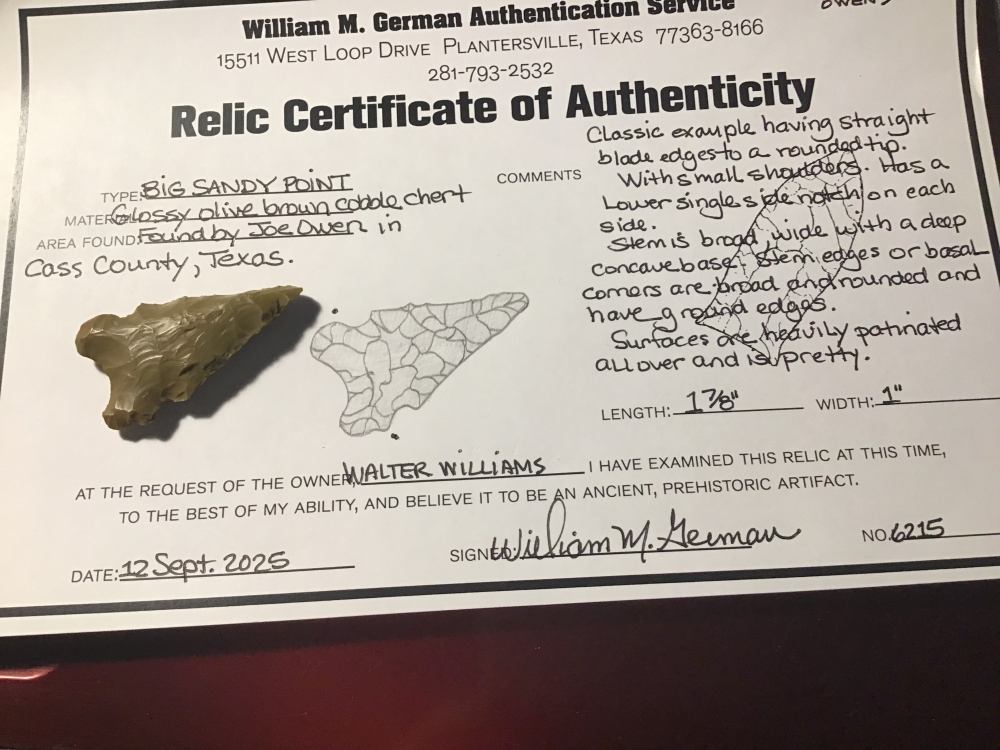 OWENS
William M. German Authentication Service
15511 WEST LOOP DRIVE PLANTERSVILLE, TEXAS 77363-8166
281-793-2532
Relic Certificate of Authenticity
TYPE: BIG SANDY POINT
MATERIAL: Glossy olive brown cobble chert
AREA FOUND: Found by Joe Owen in
Cass County, Texas.
COMMENTS
Classic example having straight
blade edges to a rounded tip.
With small shoulders. Has a
Lower single side notch on each
side.
Stem is broad, wide with a deep
concave base. Stem edges or basal
corners are broad and rounded and
have ground edges.
Surfaces are heavily patinated
all over and is pretty.
LENGTH: 1 7/8" WIDTH: 1"
AT THE REQUEST OF THE OWNER, WALTER WILLIAMS I HAVE EXAMINED THIS RELIC AT THIS TIME,
TO THE BEST OF MY ABILITY, AND BELIEVE IT TO BE AN ANCIENT, PREHISTORIC ARTIFACT.
DATE: 12 Sept. 2025 SIGNED: William M. German NO. 6215